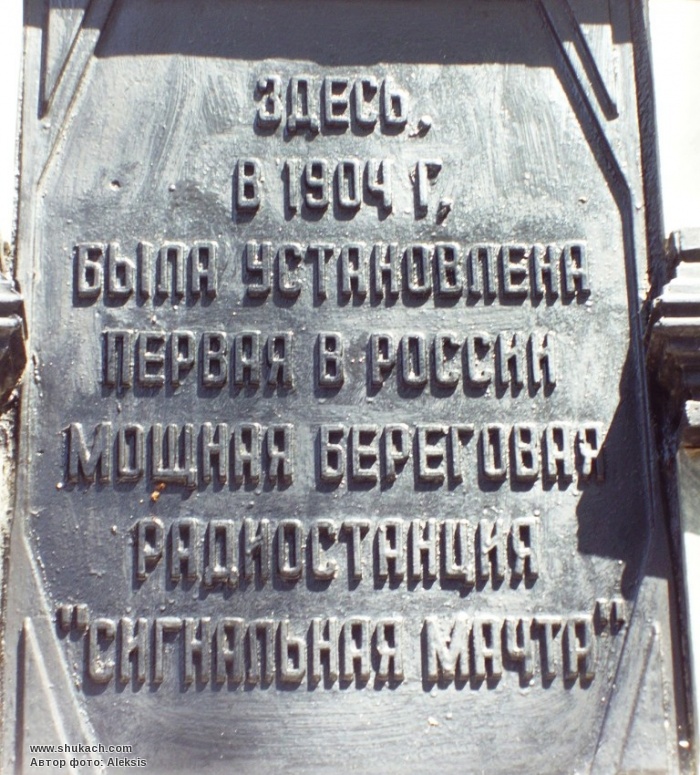 ЗДЕСЬ,
В 1904 Г,
БЫЛА УСТАНОВЛЕНА
ПЕРВАЯ В РОССИИ
МОЩНАЯ БЕРЕГОВАЯ
РАДИОСТАНЦИЯ
"СИГНАЛЬНАЯ МАЧТА"
www.shukach.com
Автор фото: Aleksis